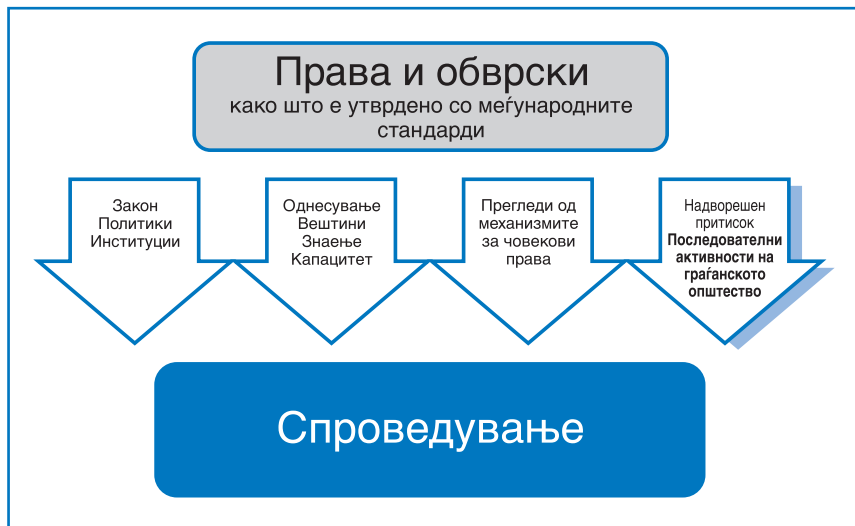 Права и обврски
како што е утврдено со меѓународните
стандарди
Закон
Политики
Институции
Однесување
Вештини
Знаење
Капацитет
Прегледи од
механизмите
за човекови
права
Надворешен
притисок
Последователни
активности на
граѓанското
општество
Спроведување